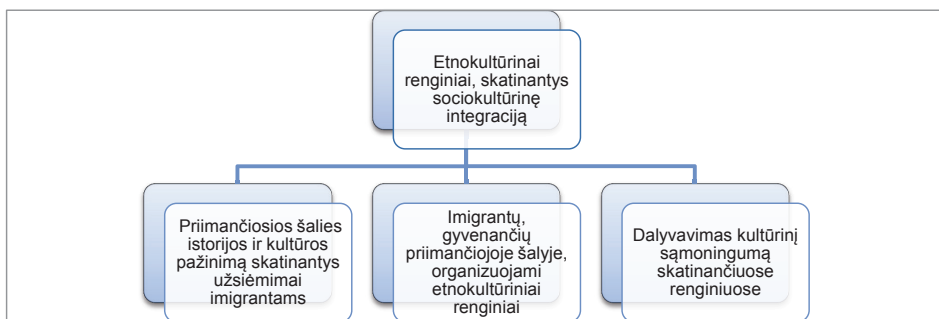 Etnokultūrinai
renginiai, skatinantys
sociokultūrinę
integraciją
Priimančiosios šalies
istorijos ir kultūros
pažinimą skatinantys
užsiėmimai
imigrantams
Imigrantų,
gyvenančių
priimančiojoje šalyje,
organizuojami
etnokultūriniai
renginiai
Dalyvavimas kultūrinį
sąmoningumą
skatinančiuose
renginiuose